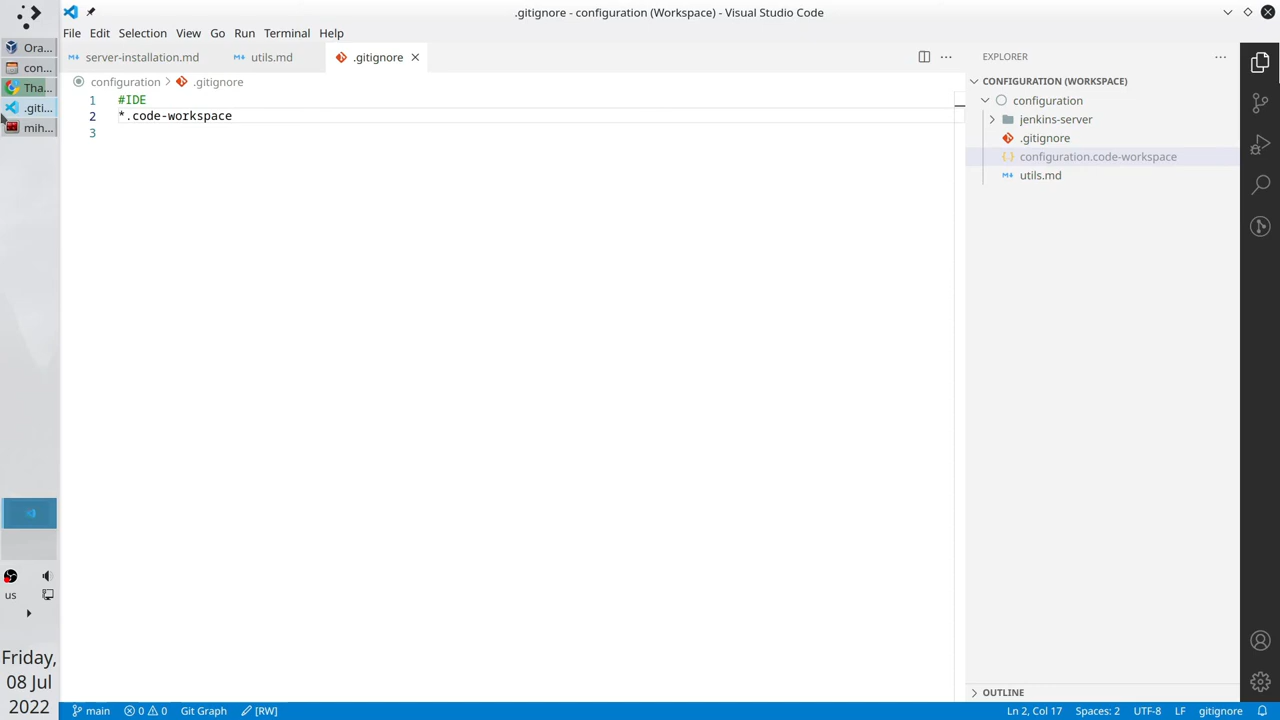 .gitignore - configuration (Workspace) - Visual Studio Code
File Edit Selection View Go Run Terminal Help
server-installation.md utils.md .gitignore
configuration > .gitignore
1 #IDE
2 *.code-workspace
3
EXPLORER
CONFIGURATION (WORKSPACE)
configuration
jenkins-server
.gitignore
configuration.code-workspace
utils.md
OUTLINE
Ora...
con...
Tha...
.giti...
mih...
us
Friday,
08 Jul
2022
main 0 0 Git Graph [RW] Ln 2, Col 17 Spaces: 2 UTF-8 LF gitignore